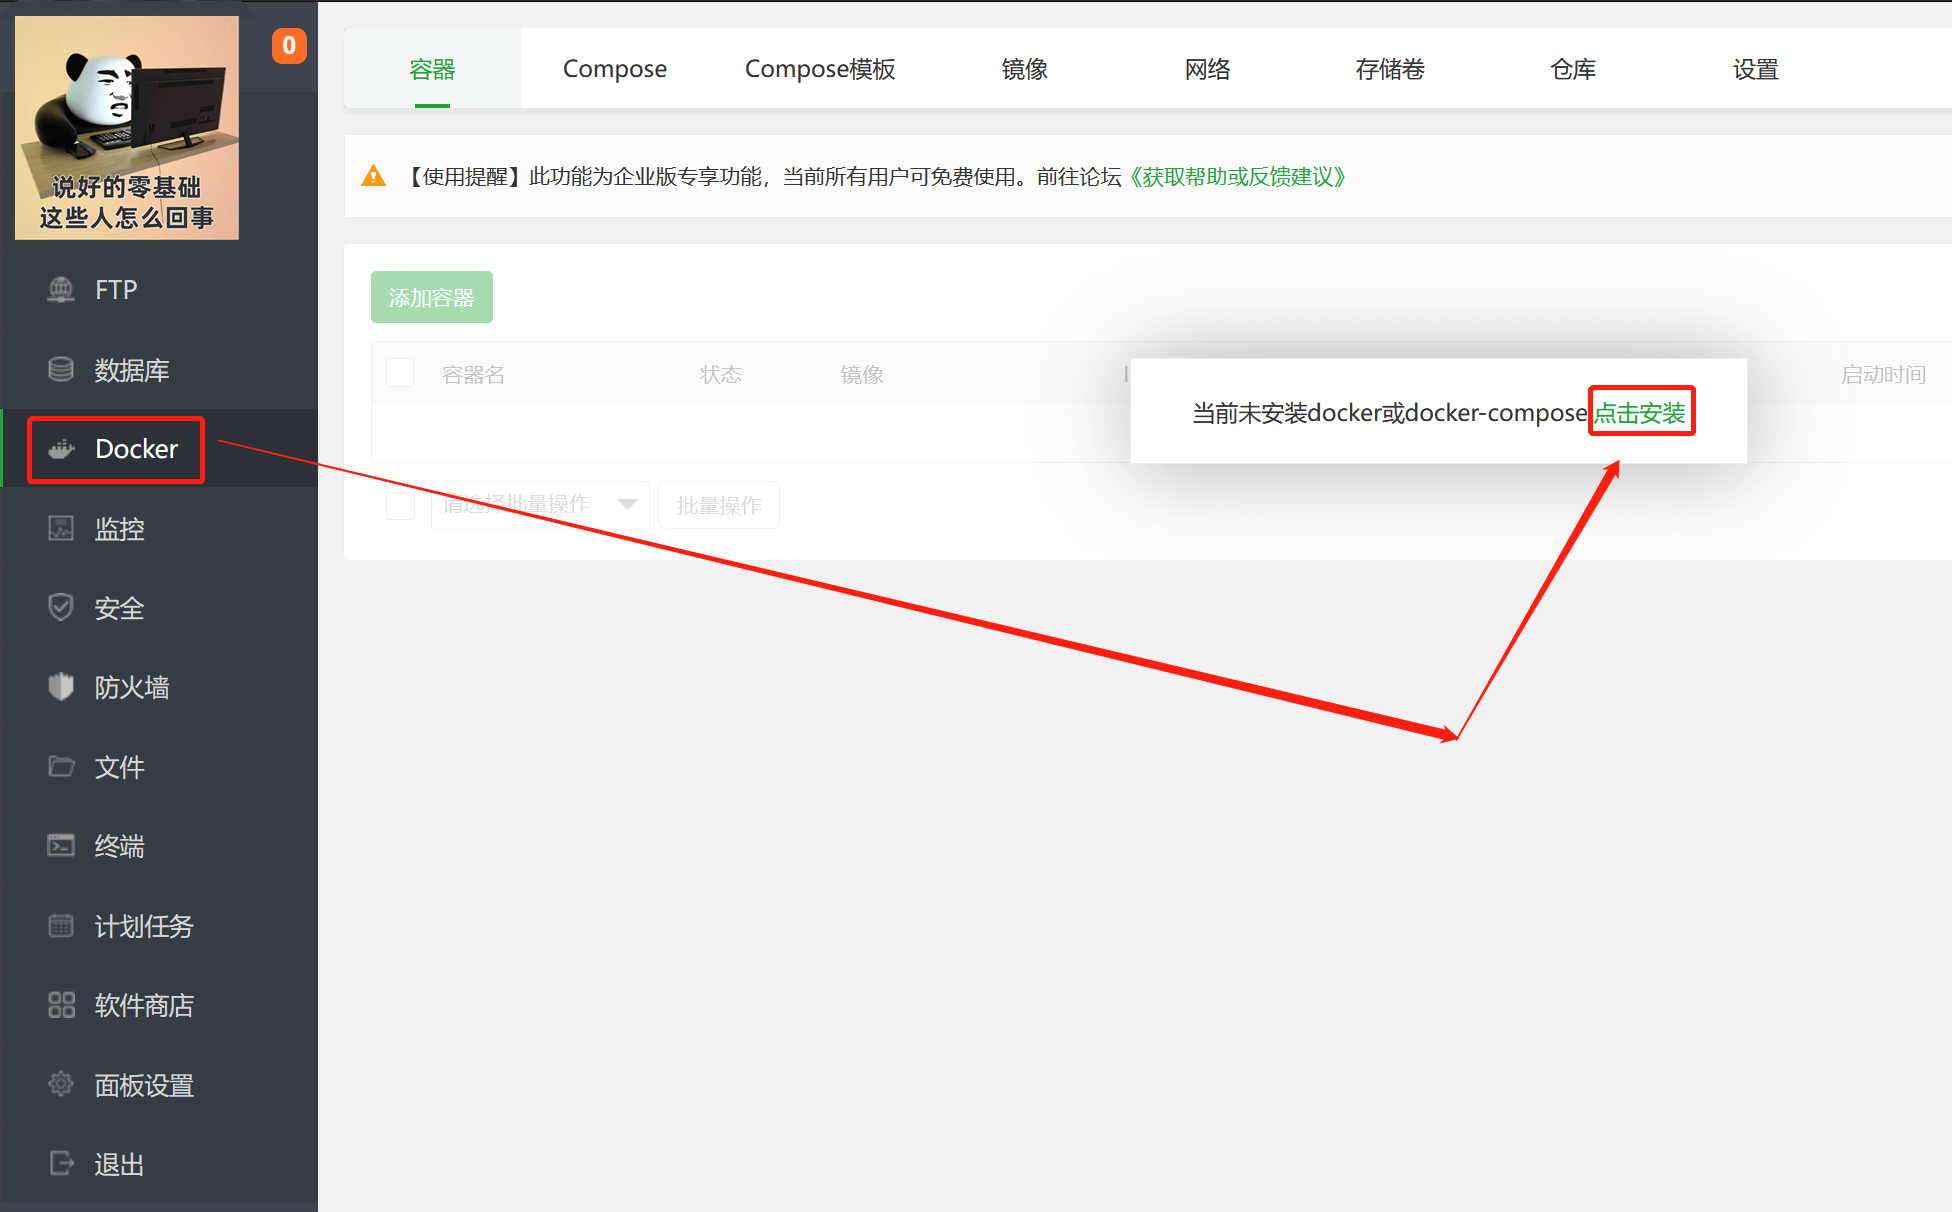 0
说好的零基础
这些人怎么回事
FTP
数据库
Docker
监控
安全
防火墙
文件
终端
计划任务
软件商店
面板设置
退出
容器 Compose Compose模板 镜像 网络 存储卷 仓库 设置
【使用提醒】此功能为企业版专享功能，当前所有用户可免费使用。前往论坛《获取帮助或反馈建议》
添加容器
容器名 状态 镜像 启动时间
当前未安装docker或docker-compose点击安装
请选择批量操作 批量操作